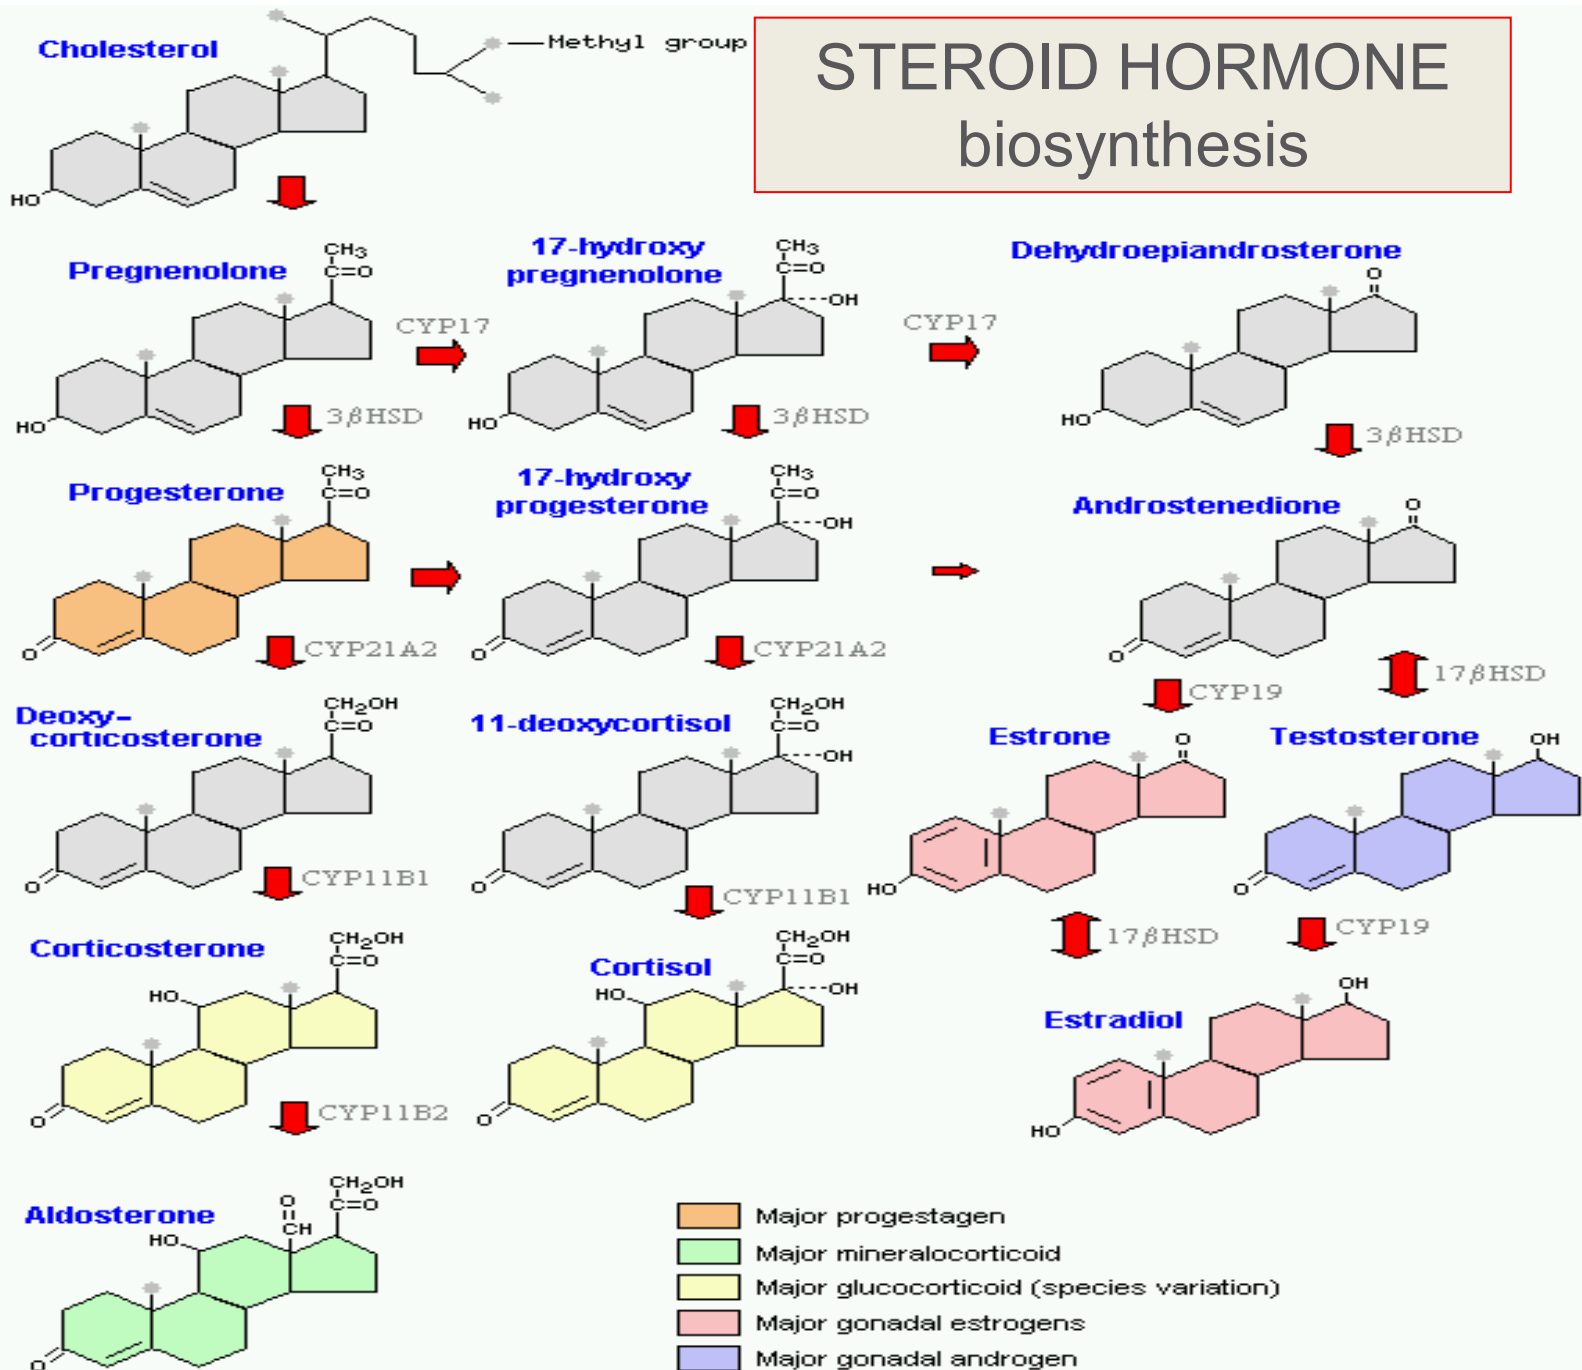 STEROID HORMONE
biosynthesis
Cholesterol
Methyl group
HO
Pregnenolone
CH3
C=O
HO
CYP17
17-hydroxy
pregnenolone
CH3
C=O
OH
HO
CYP17
Dehydroepiandrosterone
O
HO
3βHSD
3βHSD
3βHSD
Progesterone
CH3
C=O
O
17-hydroxy
progesterone
CH3
C=O
OH
O
Androstenedione
O
O
CYP21A2
CYP21A2
CYP19
17βHSD
Deoxy-
corticosterone
CH2OH
C=O
O
11-deoxycortisol
CH2OH
C=O
OH
O
Estrone
O
HO
Testosterone
OH
O
CYP11B1
CYP11B1
17βHSD
CYP19
Corticosterone
CH2OH
C=O
HO
O
Cortisol
CH2OH
C=O
HO
OH
O
Estradiol
OH
HO
CYP11B2
Aldosterone
CH2OH
C=O
O
CH
HO
O
Major progestagen
Major mineralocorticoid
Major glucocorticoid (species variation)
Major gonadal estrogens
Major gonadal androgen